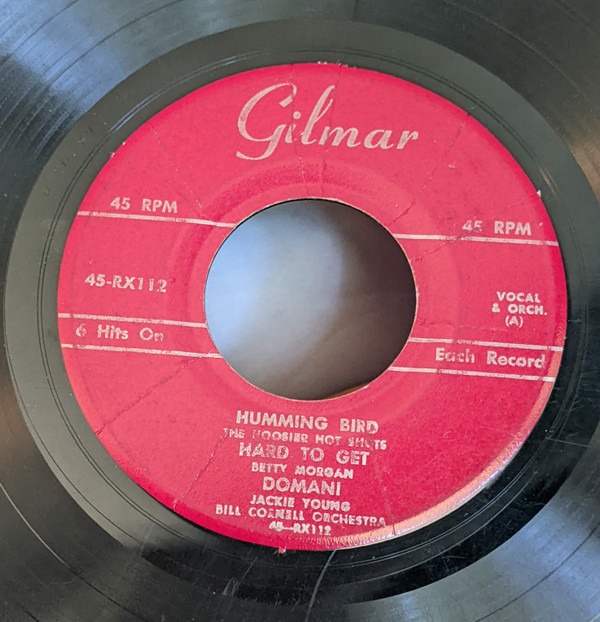 Gilmar
45 RPM
45 RPM
45-RX112
VOCAL
& ORCH.
(A)
6 Hits On
Each Record
HUMMING BIRD
THE HOOSIER HOT SHOTS
HARD TO GET
BETTY MORGAN
DOMANI
JACKIE YOUNG
BILL CORNELL ORCHESTRA
45—RX112